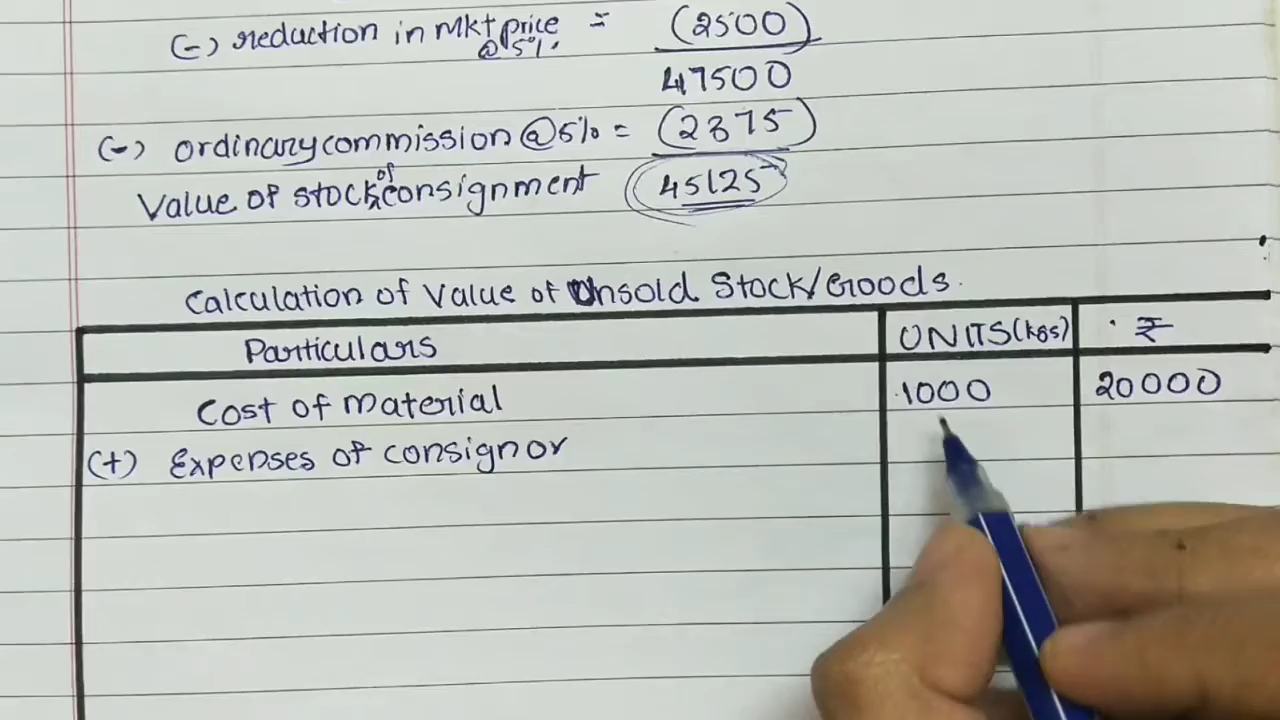 (-) reduction in Mkt price = (2500)
@5%.
47500
(-) ordinary commission @5% = (2375)
Value of stock of consignment 45125
Calculation of Value of Unsold Stock/Goods.
Particulars UNITS(kgs) ₹
Cost of material 1000 20000
(+) Expenses of consignor